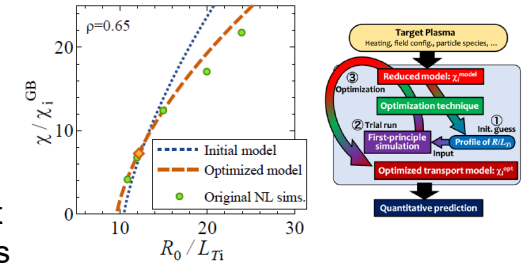 ρ=0.65
20
10
0
10
20
30
χ / χ_i^GB
R_0 / L_Ti
Initial model
Optimized model
Original NL sims.
s
Target Plasma
Heating, field config., particle species, ...
Reduced model: χ_i^model
③
Optimization
Optimization technique
①
Init. guess
② Trial run
First-principle
simulation
Input
Profile of R/L_Ti
Optimized transport model: χ_i^opt
Quantitative prediction